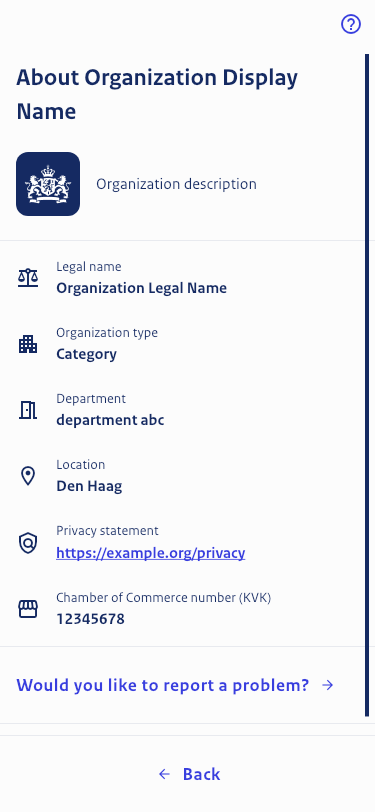 About Organization Display
Name
Organization description
Legal name
Organization Legal Name
Organization type
Category
Department
department abc
Location
Den Haag
Privacy statement
https://example.org/privacy
Chamber of Commerce number (KVK)
12345678
Would you like to report a problem?
Back